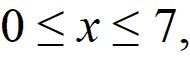 0 ≤ x ≤ 7,